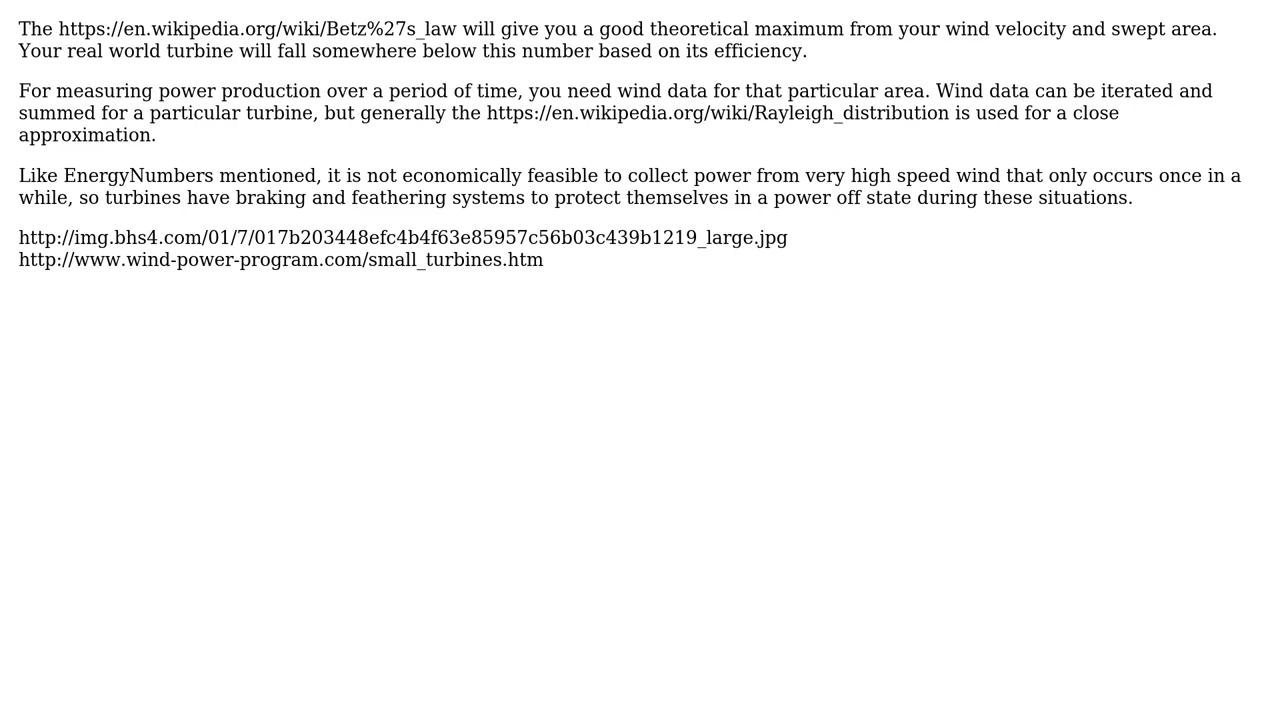 The https://en.wikipedia.org/wiki/Betz%27s_law will give you a good theoretical maximum from your wind velocity and swept area.
Your real world turbine will fall somewhere below this number based on its efficiency.
For measuring power production over a period of time, you need wind data for that particular area. Wind data can be iterated and
summed for a particular turbine, but generally the https://en.wikipedia.org/wiki/Rayleigh_distribution is used for a close
approximation.
Like EnergyNumbers mentioned, it is not economically feasible to collect power from very high speed wind that only occurs once in a
while, so turbines have braking and feathering systems to protect themselves in a power off state during these situations.
http://img.bhs4.com/01/7/017b203448efc4b4f63e85957c56b03c439b1219_large.jpg
http://www.wind-power-program.com/small_turbines.htm